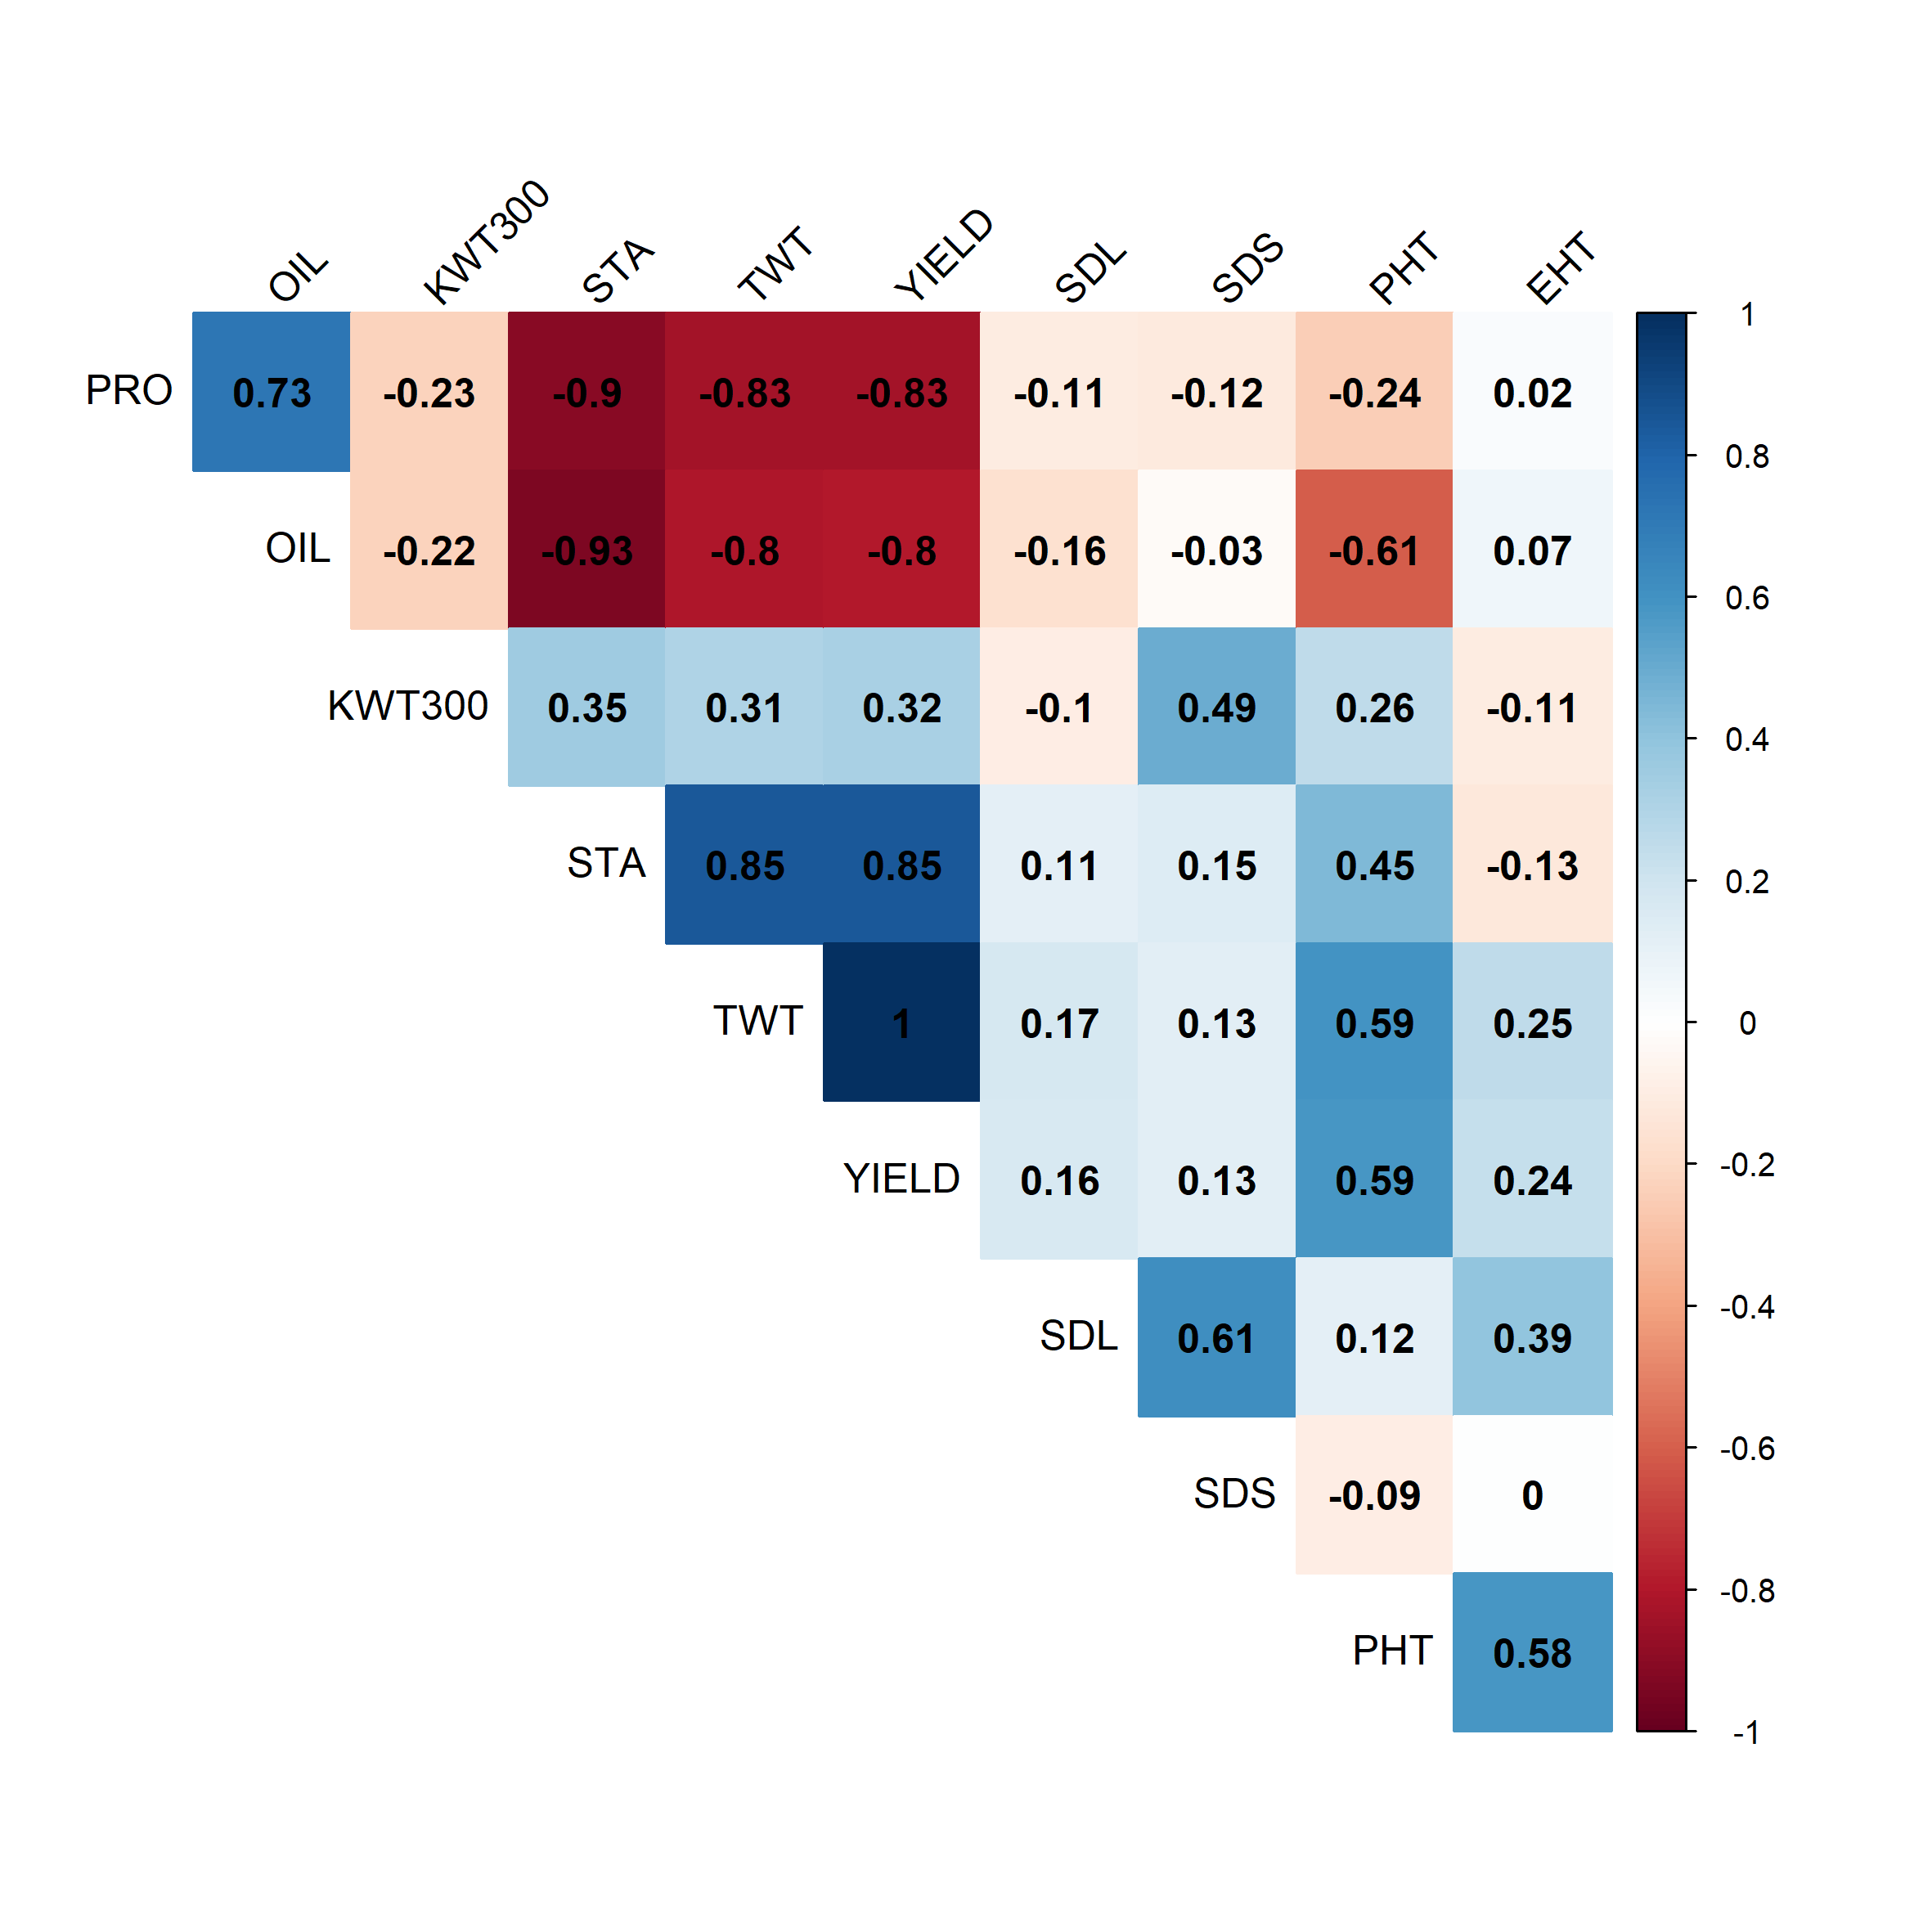 OIL KWT300 STA TWT YIELD SDL SDS PHT EHT
1
PRO 0.73 -0.23 -0.9 -0.83 -0.83 -0.11 -0.12 -0.24 0.02
0.8
OIL -0.22 -0.93 -0.8 -0.8 -0.16 -0.03 -0.61 0.07
0.6
KWT300 0.35 0.31 0.32 -0.1 0.49 0.26 -0.11
0.4
STA 0.85 0.85 0.11 0.15 0.45 -0.13
0.2
TWT 1 0.17 0.13 0.59 0.25
0
YIELD 0.16 0.13 0.59 0.24
-0.2
SDL 0.61 0.12 0.39
-0.4
SDS -0.09 0
-0.6
-0.8
PHT 0.58
-1